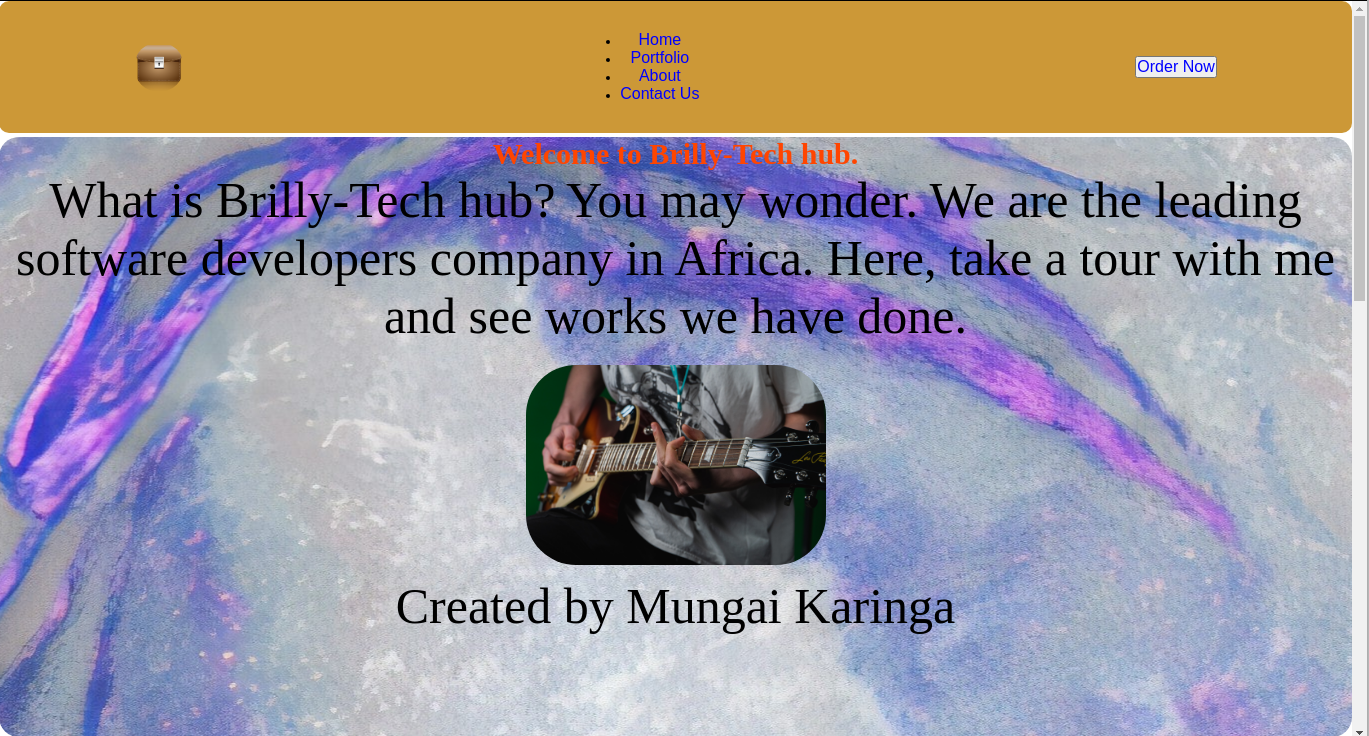 Home
Portfolio
About
Contact Us
Order Now
Welcome to Brilly-Tech hub.
What is Brilly-Tech hub? You may wonder. We are the leading
software developers company in Africa. Here, take a tour with me
and see works we have done.
Created by Mungai Karinga